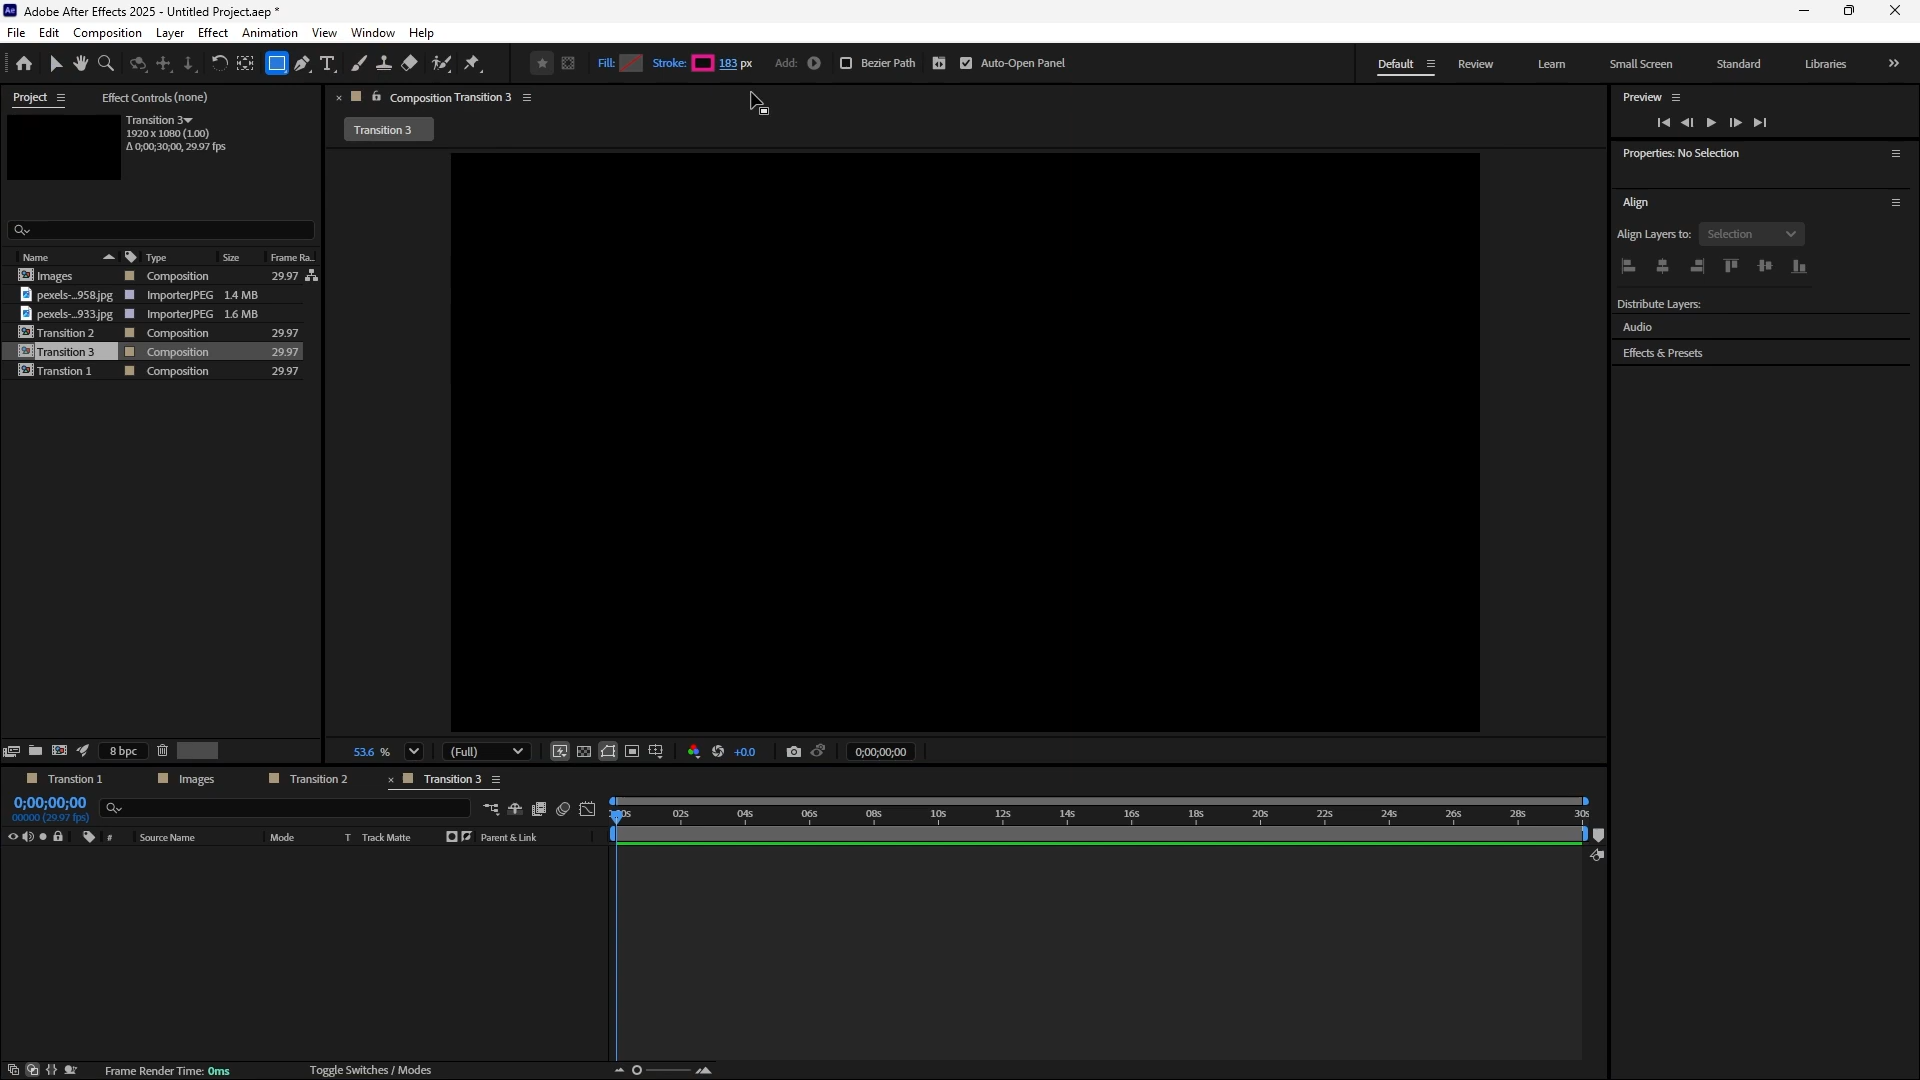 Adobe After Effects 2025 - Untitled Project.aep *
File Edit Composition Layer Effect Animation View Window Help
Fill: Stroke: 183 px Add: Bezier Path Auto-Open Panel
Default Review Learn Small Screen Standard Libraries
Project Effect Controls (none)
Transition 3
1920 x 1080 (1.00)
Δ 0;00;30;00, 29.97 fps
Name Type Size Frame Ra..
Images Composition 29.97
pexels-...958.jpg ImporterJPEG 1.4 MB
pexels-...933.jpg ImporterJPEG 1.6 MB
Transition 2 Composition 29.97
Transition 3 Composition 29.97
Transtion 1 Composition 29.97
8 bpc
Composition Transition 3
Transition 3
53.6 % (Full) +0.0 0;00;00;00
Preview
Properties: No Selection
Align
Align Layers to: Selection
Distribute Layers:
Audio
Effects & Presets
Transtion 1 Images Transition 2 Transition 3
0;00;00;00
00000 (29.97 fps)
# Source Name Mode T Track Matte Parent & Link
02s 04s 06s 08s 10s 12s 14s 16s 18s 20s 22s 24s 26s 28s 30s
Frame Render Time: 0ms Toggle Switches / Modes